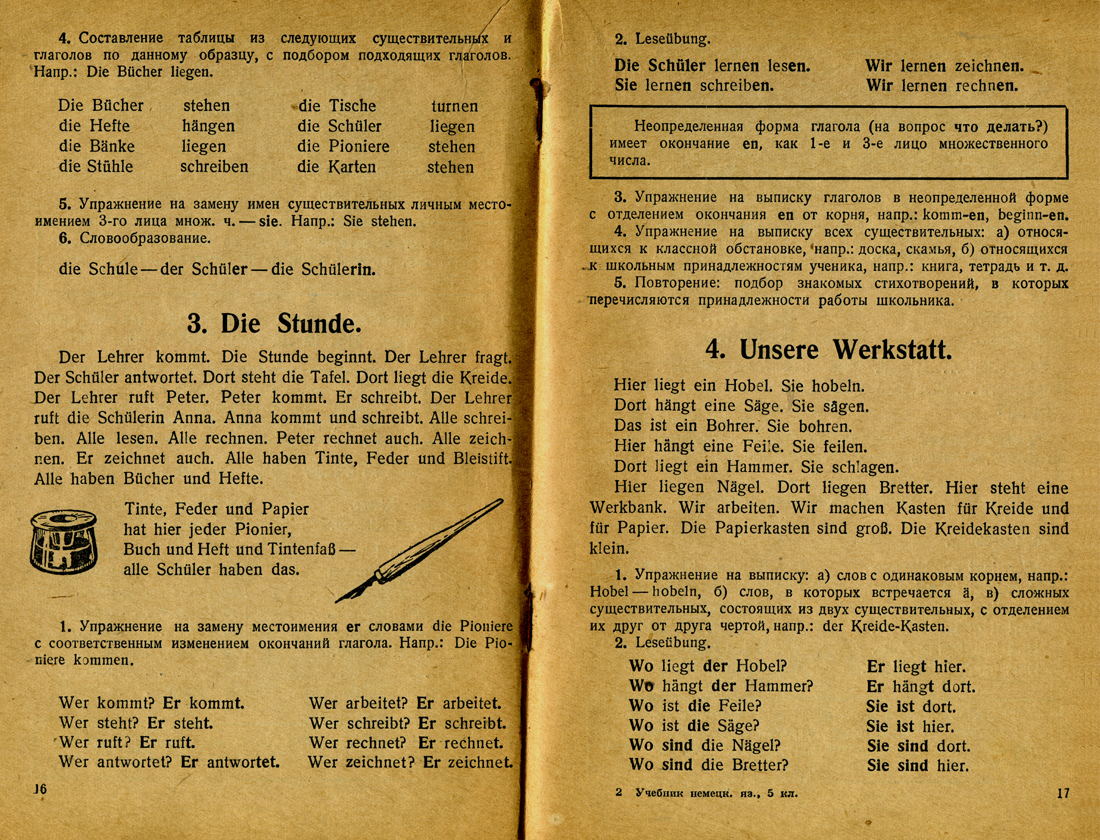 4. Составление таблицы из следующих существительных и
глаголов по данному образцу, с подбором подходящих глаголов.
Напр.: Die Bücher liegen.
Die Bücher stehen die Tische turnen
die Hefte hängen die Schüler liegen
die Bänke liegen die Pioniere stehen
die Stühle schreiben die Karten stehen
5. Упражнение на замену имен существительных личным место-
имением 3-го лица множ. ч. — sie. Напр.: Sie stehen.
6. Словообразование.
die Schule — der Schüler — die Schülerin.
3. Die Stunde.
Der Lehrer kommt. Die Stunde beginnt. Der Lehrer fragt.
Der Schüler antwortet. Dort steht die Tafel. Dort liegt die Kreide.
Der Lehrer ruft Peter. Peter kommt. Er schreibt. Der Lehrer
ruft die Schülerin Anna. Anna kommt und schreibt. Alle schrei-
ben. Alle lesen. Alle rechnen. Peter rechnet auch. Alle zeich-
nen. Er zeichnet auch. Alle haben Tinte, Feder und Bleistift.
Alle haben Bücher und Hefte.
Tinte, Feder und Papier
hat hier jeder Pionier,
Buch und Heft und Tintenfaß —
alle Schüler haben das.
1. Упражнение на замену местоимения er словами die Pioniere
с соответственным изменением окончаний глагола. Напр.: Die Pio-
niere kommen.
Wer kommt? Er kommt. Wer arbeitet? Er arbeitet.
Wer steht? Er steht. Wer schreibt? Er schreibt.
Wer ruft? Er ruft. Wer rechnet? Er rechnet.
Wer antwortet? Er antwortet. Wer zeichnet? Er zeichnet.
16
2. Leseübung.
Die Schüler lernen lesen. Wir lernen zeichnen.
Sie lernen schreiben. Wir lernen rechnen.
Неопределенная форма глагола (на вопрос что делать?)
имеет окончание en, как 1-е и 3-е лицо множественного
числа.
3. Упражнение на выписку глаголов в неопределенной форме
с отделением окончания en от корня, напр.: komm-en, beginn-en.
4. Упражнение на выписку всех существительных: а) относя-
щихся к классной обстановке, напр.: доска, скамья, б) относящихся
к школьным принадлежностям ученика, напр.: книга, тетрадь и т. д.
5. Повторение: подбор знакомых стихотворений, в которых
перечисляются принадлежности работы школьника.
4. Unsere Werkstatt.
Hier liegt ein Hobel. Sie hobeln.
Dort hängt eine Säge. Sie sägen.
Das ist ein Bohrer. Sie bohren.
Hier hängt eine Feile. Sie feilen.
Dort liegt ein Hammer. Sie schlagen.
Hier liegen Nägel. Dort liegen Bretter. Hier steht eine
Werkbank. Wir arbeiten. Wir machen Kasten für Kreide und
für Papier. Die Papierkasten sind groß. Die Kreidekasten sind
klein.
1. Упражнение на выписку: а) слов с одинаковым корнем, напр.:
Hobel — hobeln, б) слов, в которых встречается ä, в) сложных
существительных, состоящих из двух существительных, с отделением
их друг от друга чертой, напр.: der Kreide-Kasten.
2. Leseübung.
Wo liegt der Hobel? Er liegt hier.
Wo hängt der Hammer? Er hängt dort.
Wo ist die Feile? Sie ist dort.
Wo ist die Säge? Sie ist hier.
Wo sind die Nägel? Sie sind dort.
Wo sind die Bretter? Sie sind hier.
2 Учебник немецк. яз., 5 кл. 17